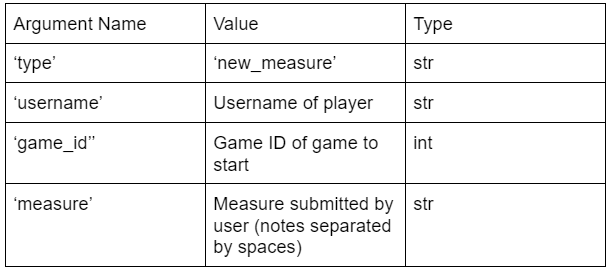 Argument Name Value Type
‘type’ ‘new_measure’ str
‘username’ Username of player str
‘game_id’’ Game ID of game to int
start
‘measure’ Measure submitted by str
user (notes separated
by spaces)